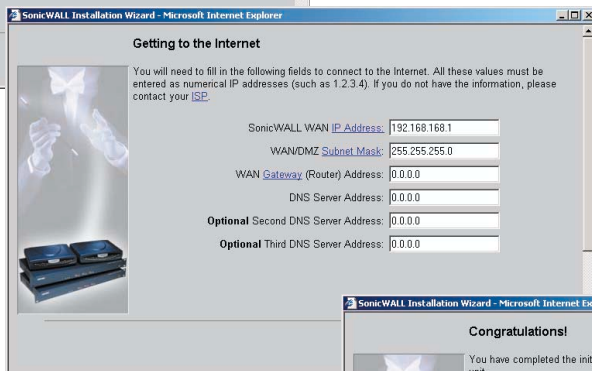 SonicWALL Installation Wizard - Microsoft Internet Explorer
Getting to the Internet
You will need to fill in the following fields to connect to the Internet. All these values must be
entered as numerical IP addresses (such as 1.2.3.4). If you do not have the information, please
contact your ISP.
SonicWALL WAN IP Address: 192.168.168.1
WAN/DMZ Subnet Mask: 255.255.255.0
WAN Gateway (Router) Address: 0.0.0.0
DNS Server Address: 0.0.0.0
Optional Second DNS Server Address: 0.0.0.0
Optional Third DNS Server Address: 0.0.0.0
SonicWALL Installation Wizard - Microsoft Internet Ex
Congratulations!
You have completed the init